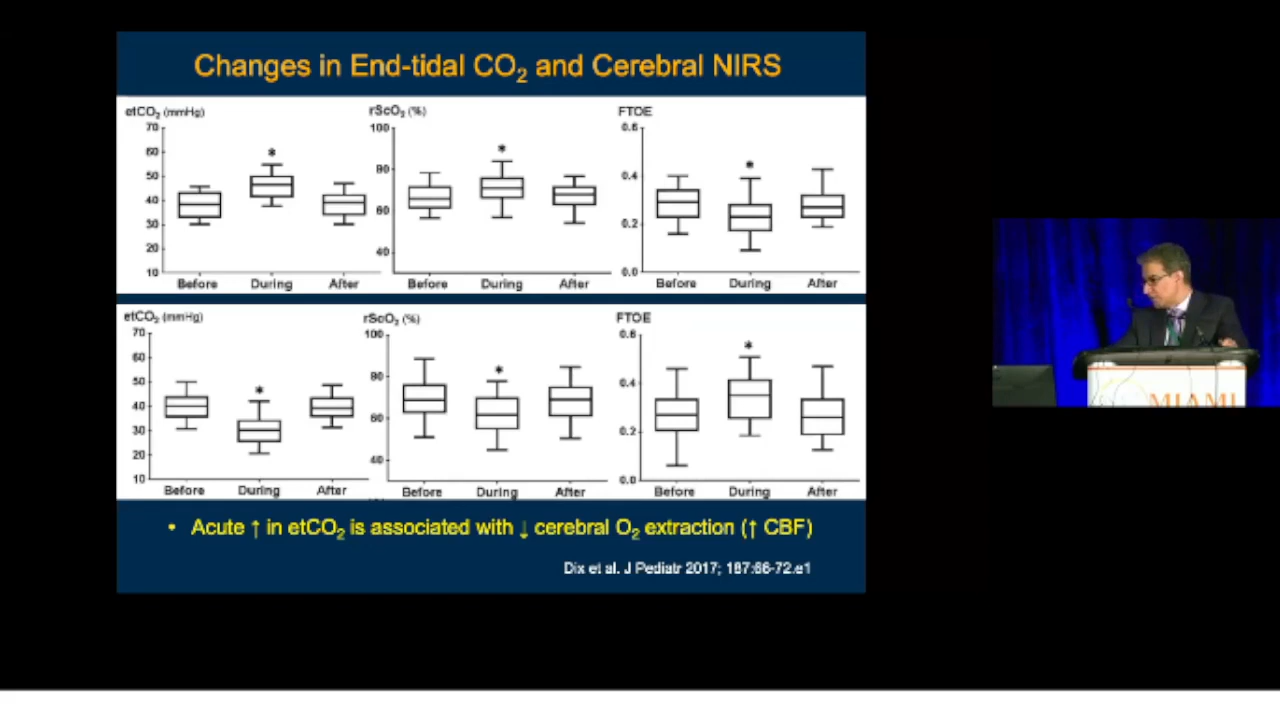 Changes in End-tidal CO₂ and Cerebral NIRS
etCO₂ (mmHg)
70
60
50
40
30
20
10
*
Before During After
rScO₂ (%)
100
80
60
40
*
Before During After
FTOE
0.6
0.4
0.2
0.0
*
Before During After
etCO₂ (mmHg)
70
60
50
40
30
20
10
*
Before During After
rScO₂ (%)
100
80
60
40
*
Before During After
FTOE
0.6
0.4
0.2
0.0
*
Before During After
• Acute ↑ in etCO₂ is associated with ↓ cerebral O₂ extraction (↑ CBF)
Dix et al. J Pediatr 2017; 187:66-72.e1
MIAMI